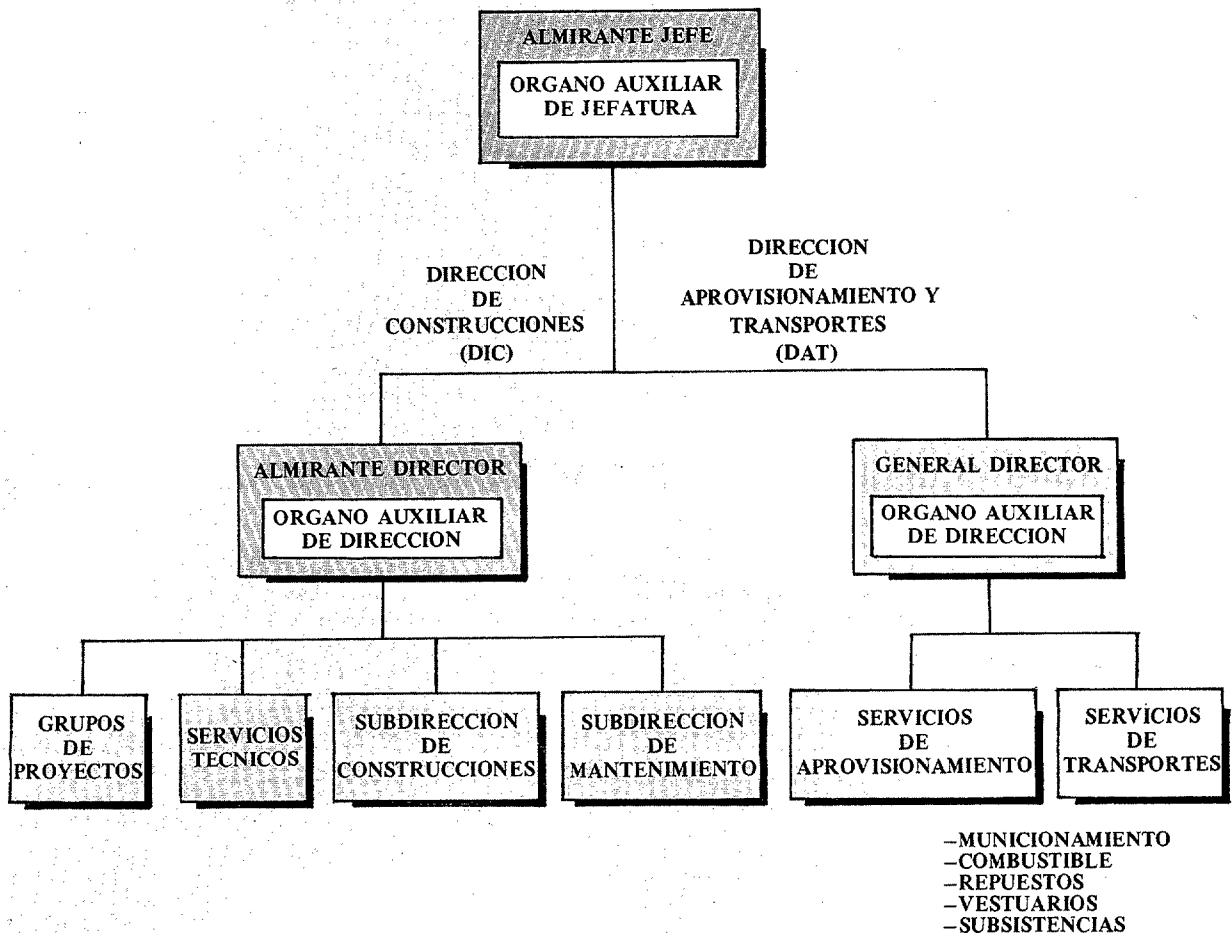 ALMIRANTE JEFE
ORGANO AUXILIAR
DE JEFATURA
DIRECCION
DE
CONSTRUCCIONES
(DIC)
DIRECCION
DE
APROVISIONAMIENTO Y
TRANSPORTES
(DAT)
ALMIRANTE DIRECTOR
ORGANO AUXILIAR
DE DIRECCION
GENERAL DIRECTOR
ORGANO AUXILIAR
DE DIRECCION
GRUPOS
DE
PROYECTOS
SERVICIOS
TECNICOS
SUBDIRECCION
DE
CONSTRUCCIONES
SUBDIRECCION
DE
MANTENIMIENTO
SERVICIOS
DE
APROVISIONAMIENTO
SERVICIOS
DE
TRANSPORTES
–MUNICIONAMIENTO
–COMBUSTIBLE
–REPUESTOS
–VESTUARIOS
–SUBSISTENCIAS